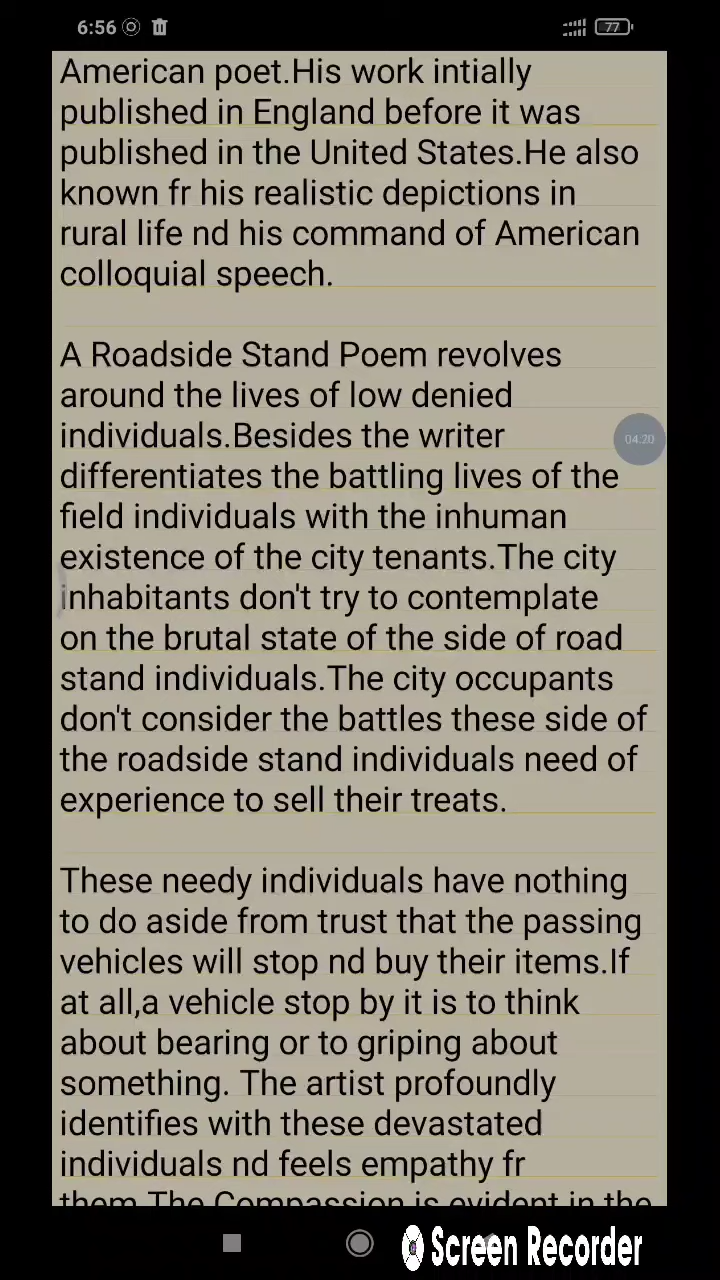 6:56
77
American poet.His work intially
published in England before it was
published in the United States.He also
known fr his realistic depictions in
rural life nd his command of American
colloquial speech.
A Roadside Stand Poem revolves
around the lives of low denied
individuals.Besides the writer
04:20
differentiates the battling lives of the
field individuals with the inhuman
existence of the city tenants.The city
inhabitants don't try to contemplate
on the brutal state of the side of road
stand individuals.The city occupants
don't consider the battles these side of
the roadside stand individuals need of
experience to sell their treats.
These needy individuals have nothing
to do aside from trust that the passing
vehicles will stop nd buy their items.If
at all,a vehicle stop by it is to think
about bearing or to griping about
something. The artist profoundly
identifies with these devastated
individuals nd feels empathy fr
them.The Compassion is evident in the
Screen Recorder